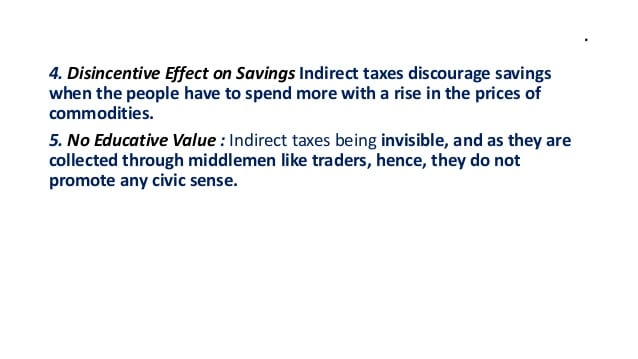 .
4. Disincentive Effect on Savings Indirect taxes discourage savings
when the people have to spend more with a rise in the prices of
commodities.
5. No Educative Value : Indirect taxes being invisible, and as they are
collected through middlemen like traders, hence, they do not
promote any civic sense.